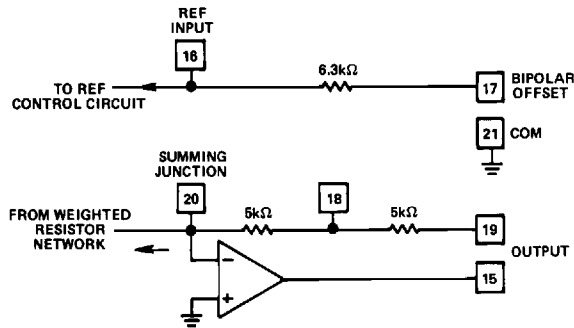 REF
INPUT
16
6.3kΩ
TO REF
CONTROL CIRCUIT
17
BIPOLAR
OFFSET
21
COM
SUMMING
JUNCTION
20
18
FROM WEIGHTED
RESISTOR
NETWORK
5kΩ
5kΩ
19
OUTPUT
15
−
+